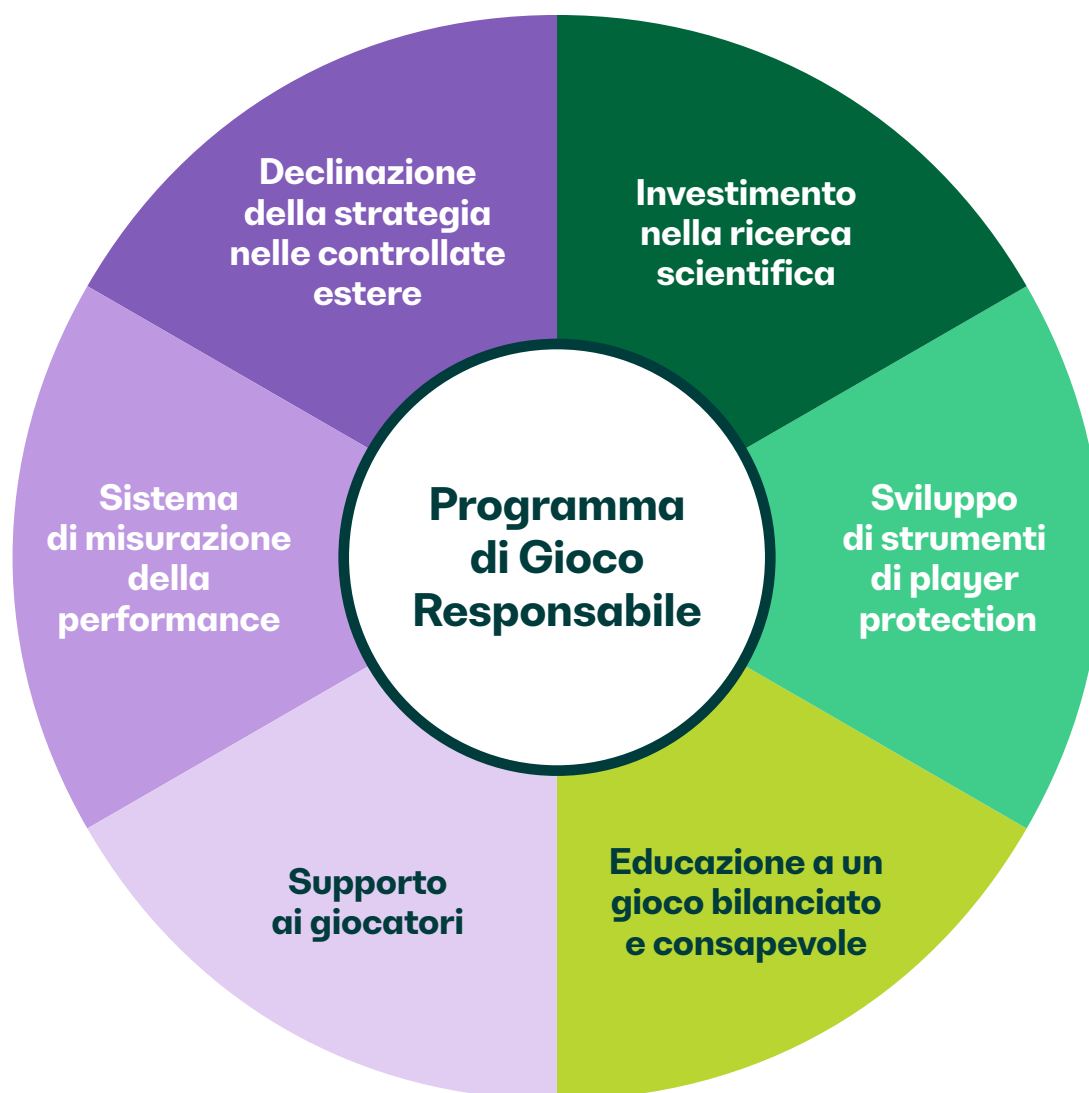 Declinazione
della strategia
nelle controllate
estere
Investimento
nella ricerca
scientifica
Sistema
di misurazione
della
performance
Programma
di Gioco
Responsabile
Sviluppo
di strumenti
di player
protection
Supporto
ai giocatori
Educazione a un
gioco bilanciato
e consapevole